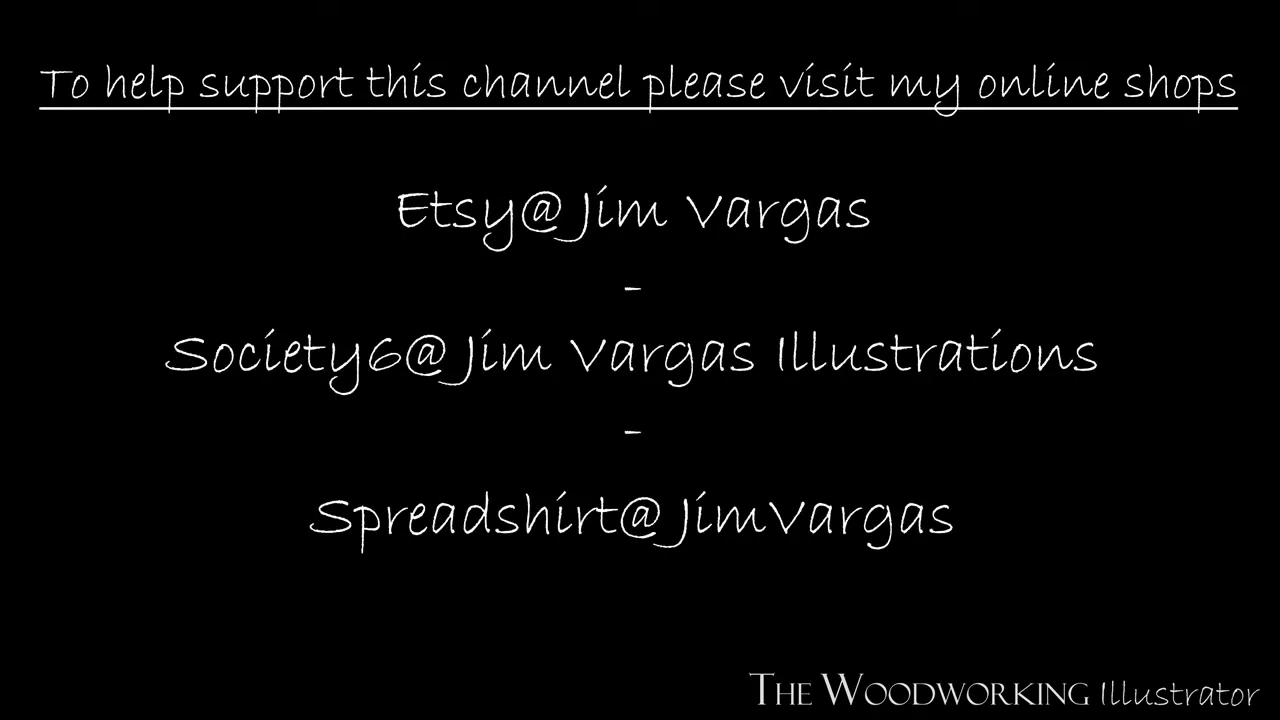 To help support this channel please visit my online shops
Etsy@Jim Vargas
-
Society6@Jim Vargas Illustrations
-
Spreadshirt@JimVargas
THE WOODWORKING Illustrator